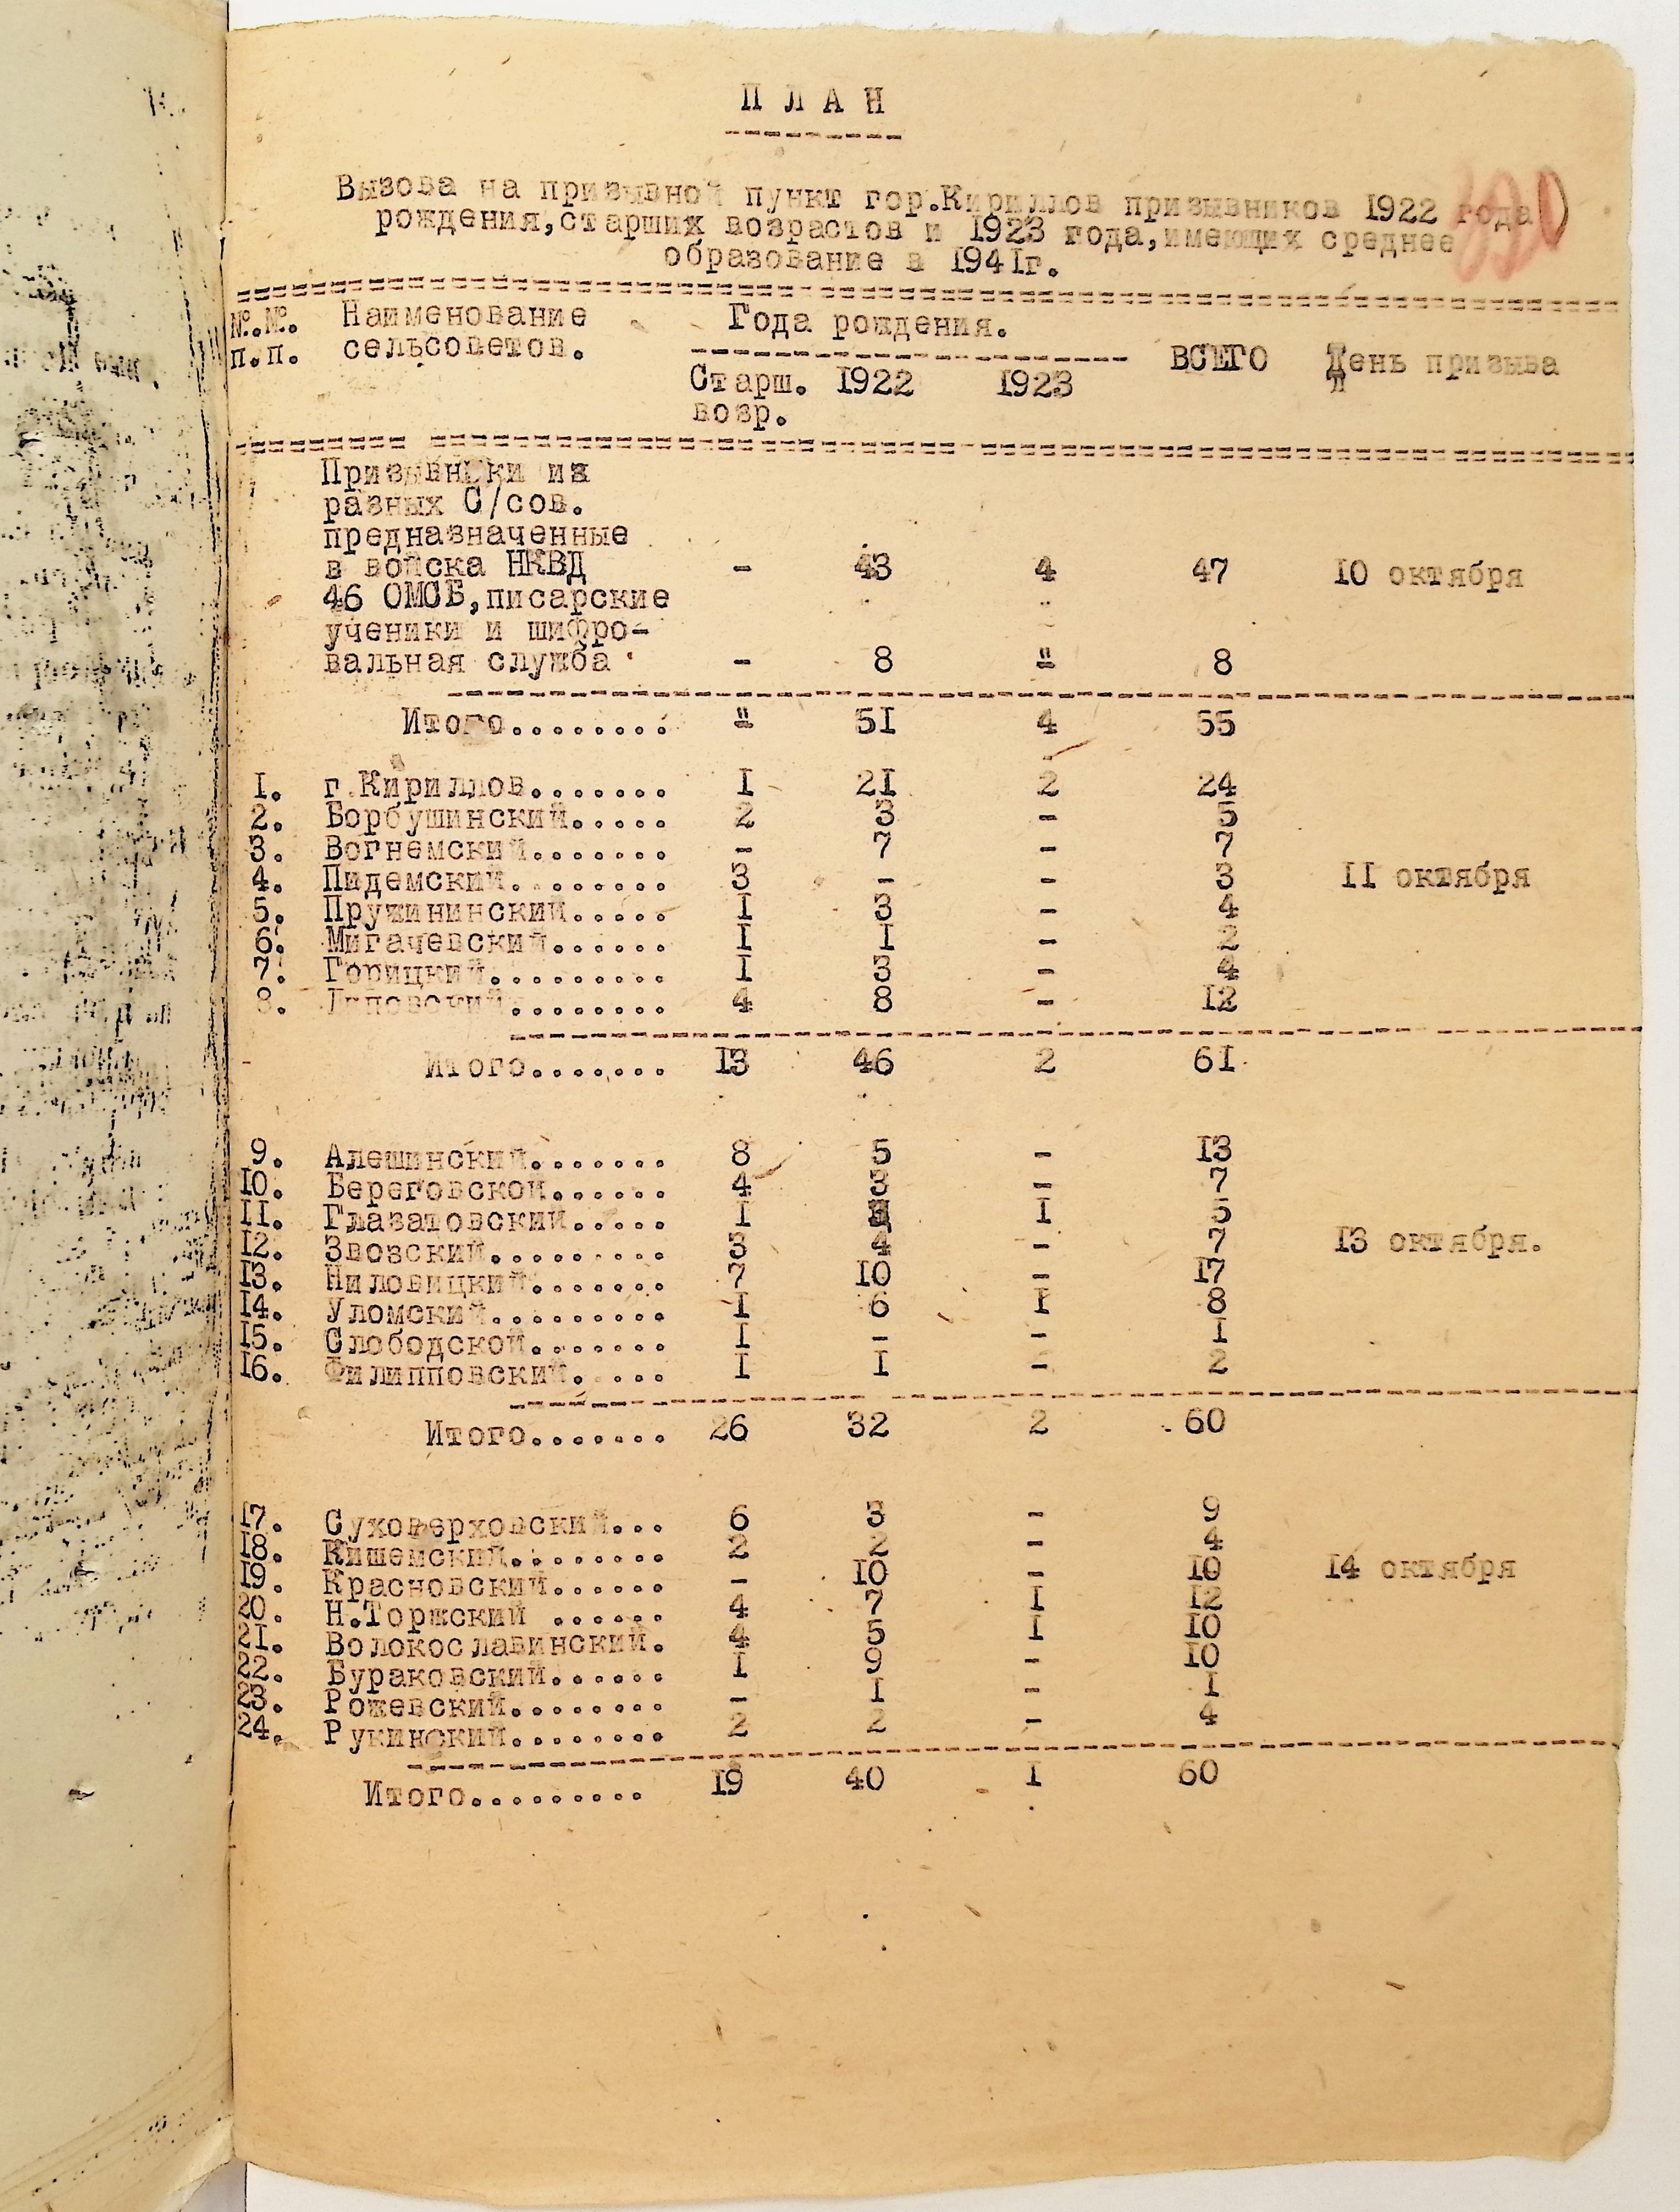 ПЛАН
Вызова на призывной пункт гор.Кириллов призывников 1922 года
рождения,старших возрастов и 1923 года,имеющих среднее
образование в 1941г.
№.№. Наименование Года рождения.
п.п. сельсоветов. ВСЕГО День призыва
Старш. 1922 1923
возр.
Призывники из
разных С/сов.
предназначенные
в войска НКВД - 43 4 47 10 октября
46 ОМСБ,писарские
ученики и шифро-
вальная служба - 8 - 8
Итого........ - 51 4 55
1. г.Кириллов....... 1 21 2 24
2. Борбушинский..... 2 3 - 5
3. Вогнемский....... - 7 - 7
4. Пидемский........ 3 - - 3 11 октября
5. Пружининский..... 1 3 - 4
6. Мигачевский...... 1 1 - 2
7. Горицкий......... 1 3 - 4
8. Липовский........ 4 8 - 12
Итого....... 13 46 2 61
9. Алешинский....... 8 5 - 13
10. Береговской...... 4 3 - 7
11. Глазатовский..... 1 1 5
12. Звозский......... 3 4 - 7 13 октября.
13. Ниловицкий....... 7 10 - 17
14. Уломский......... 1 6 1 8
15. Слободской....... 1 - - 1
16. Филипповский..... 1 1 - 2
Итого....... 26 32 2 60
17. Суховерховский... 6 3 - 9
18. Кишемский........ 2 2 - 4
19. Красновский...... - 10 - 10 14 октября
20. Н.Торжский ...... 4 7 1 12
21. Волокославинский. 4 5 1 10
22. Бураковский...... 1 9 - 10
23. Рожевский........ - 1 - 1
24. Рукинский........ 2 2 - 4
Итого......... 19 40 1 60